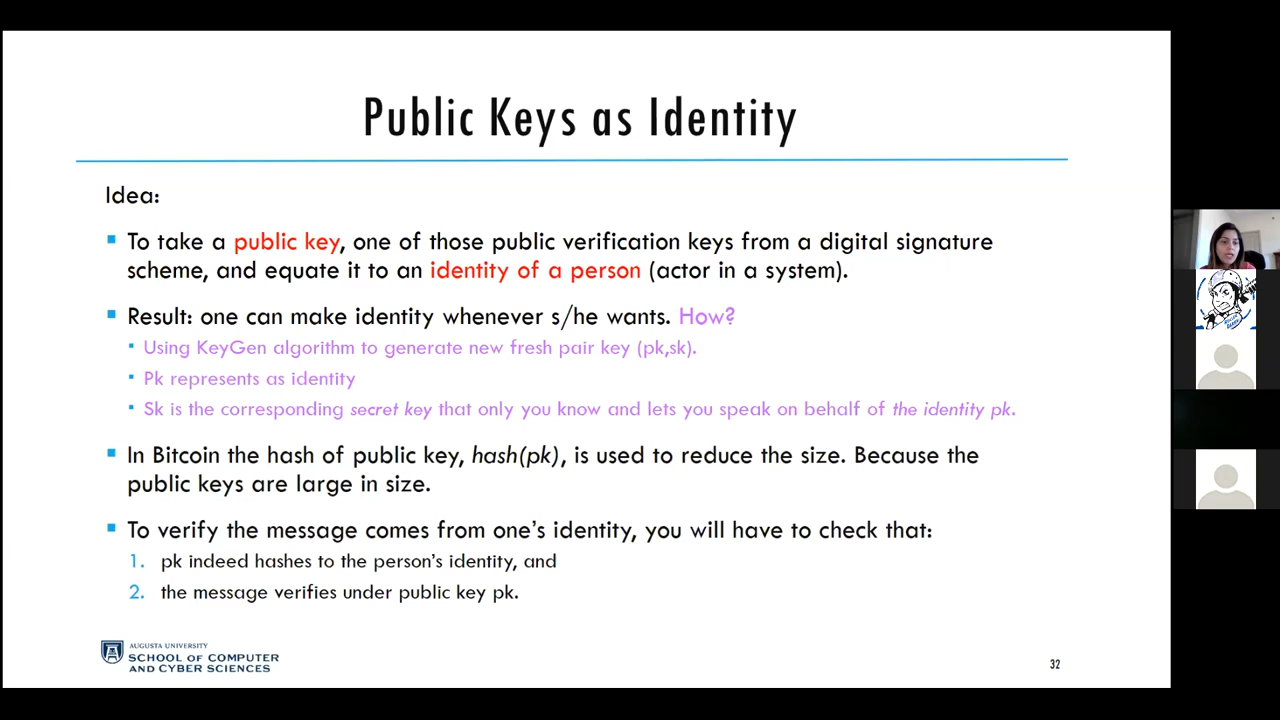 Public Keys as Identity
Idea:
▪ To take a public key, one of those public verification keys from a digital signature
scheme, and equate it to an identity of a person (actor in a system).
▪ Result: one can make identity whenever s/he wants. How?
▪ Using KeyGen algorithm to generate new fresh pair key (pk,sk).
▪ Pk represents as identity
▪ Sk is the corresponding secret key that only you know and lets you speak on behalf of the identity pk.
▪ In Bitcoin the hash of public key, hash(pk), is used to reduce the size. Because the
public keys are large in size.
▪ To verify the message comes from one's identity, you will have to check that:
1. pk indeed hashes to the person's identity, and
2. the message verifies under public key pk.
AUGUSTA UNIVERSITY
SCHOOL OF COMPUTER
AND CYBER SCIENCES
32